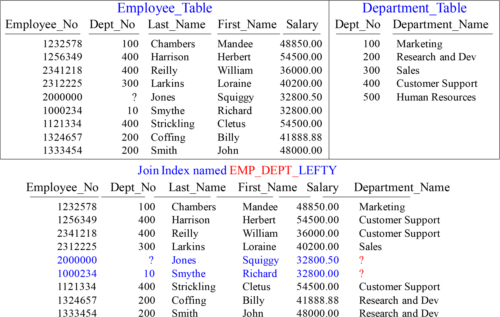 Employee_Table
Employee_No Dept_No Last_Name First_Name Salary
1232578 100 Chambers Mandee 48850.00
1256349 400 Harrison Herbert 54500.00
2341218 400 Reilly William 36000.00
2312225 300 Larkins Loraine 40200.00
2000000 ? Jones Squiggy 32800.50
1000234 10 Smythe Richard 32800.00
1121334 400 Strickling Cletus 54500.00
1324657 200 Coffing Billy 41888.88
1333454 200 Smith John 48000.00
Department_Table
Dept_No Department_Name
100 Marketing
200 Research and Dev
300 Sales
400 Customer Support
500 Human Resources
Join Index named EMP_DEPT_LEFTY
Employee_No Dept_No Last_Name First_Name Salary Department_Name
1232578 100 Chambers Mandee 48850.00 Marketing
1256349 400 Harrison Herbert 54500.00 Customer Support
2341218 400 Reilly William 36000.00 Customer Support
2312225 300 Larkins Loraine 40200.00 Sales
2000000 ? Jones Squiggy 32800.50 ?
1000234 10 Smythe Richard 32800.00 ?
1121334 400 Strickling Cletus 54500.00 Customer Support
1324657 200 Coffing Billy 41888.88 Research and Dev
1333454 200 Smith John 48000.00 Research and Dev